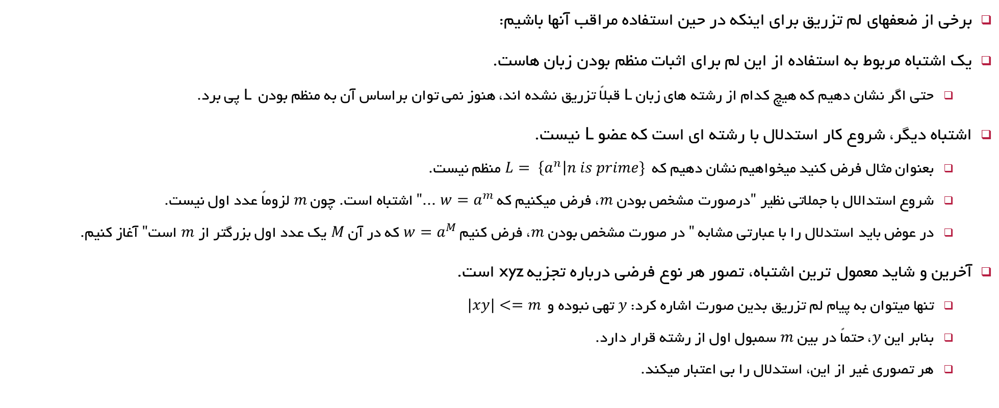 برخی از ضعفهای لم تزریق برای اینکه در حین استفاده مراقب آنها باشیم:
یک اشتباه مربوط به استفاده از این لم برای اثبات منظم بودن زبان هاست.
حتی اگر نشان دهیم که هیچ کدام از رشته های زبان L قبلاً تزریق نشده اند، هنوز نمی توان براساس آن به منظم بودن L پی برد.
اشتباه دیگر، شروع کار استدلال با رشته ای است که عضو L نیست.
بعنوان مثال فرض کنید میخواهیم نشان دهیم که L = {aⁿ|n is prime} منظم نیست.
شروع استدالال با جملاتی نظیر "درصورت مشخص بودن m، فرض میکنیم که w = aᵐ ..." اشتباه است. چون m لزوماً عدد اول نیست.
در عوض باید استدلال را با عبارتی مشابه " در صورت مشخص بودن m، فرض کنیم w = aᴹ که در آن M یک عدد اول بزرگتر از m است" آغاز کنیم.
آخرین و شاید معمول ترین اشتباه، تصور هر نوع فرضی درباره تجزیه xyz است.
تنها میتوان به پیام لم تزریق بدین صورت اشاره کرد: y تهی نبوده و |xy| <= m
بنابر این y، حتماً در بین m سمبول اول از رشته قرار دارد.
هر تصوری غیر از این، استدلال را بی اعتبار میکند.